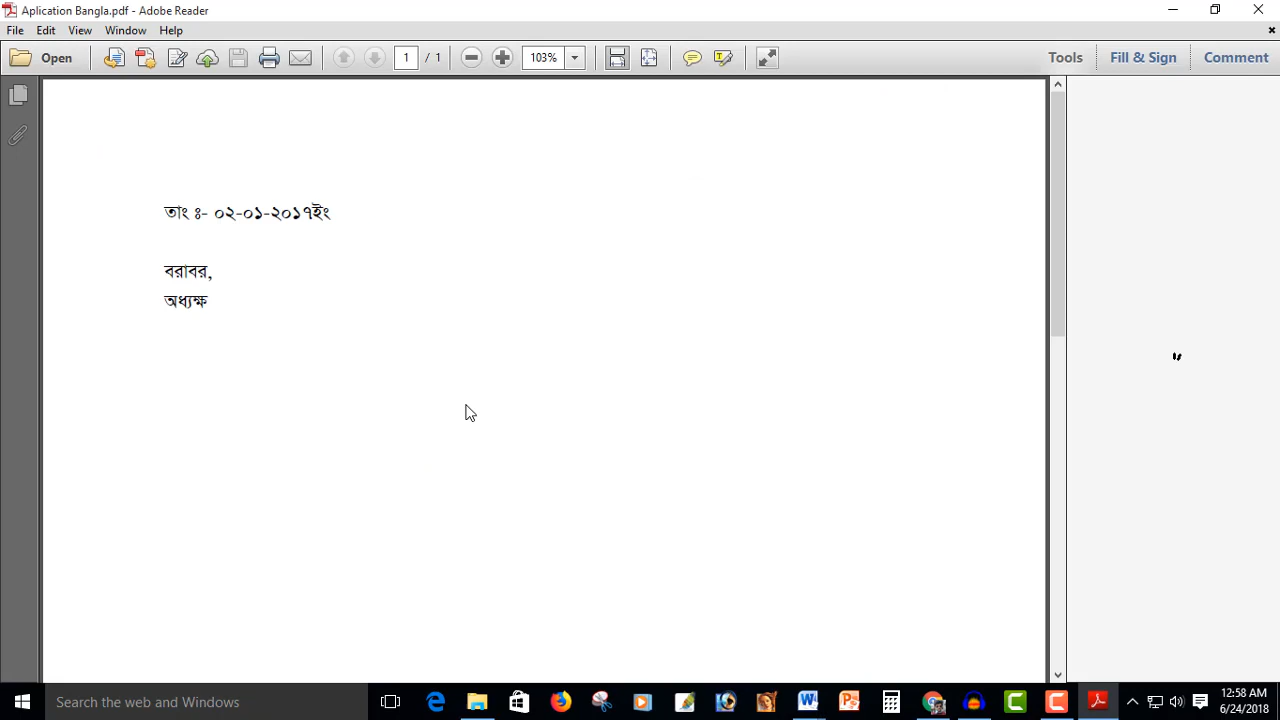 Aplication Bangla.pdf - Adobe Reader
File Edit View Window Help
Open 1 / 1 103% Tools Fill & Sign Comment
তাং ঃ- ০২-০১-২০১৭ইং
বরাবর,
অধ্যক্ষ
Search the web and Windows
12:58 AM
6/24/2018